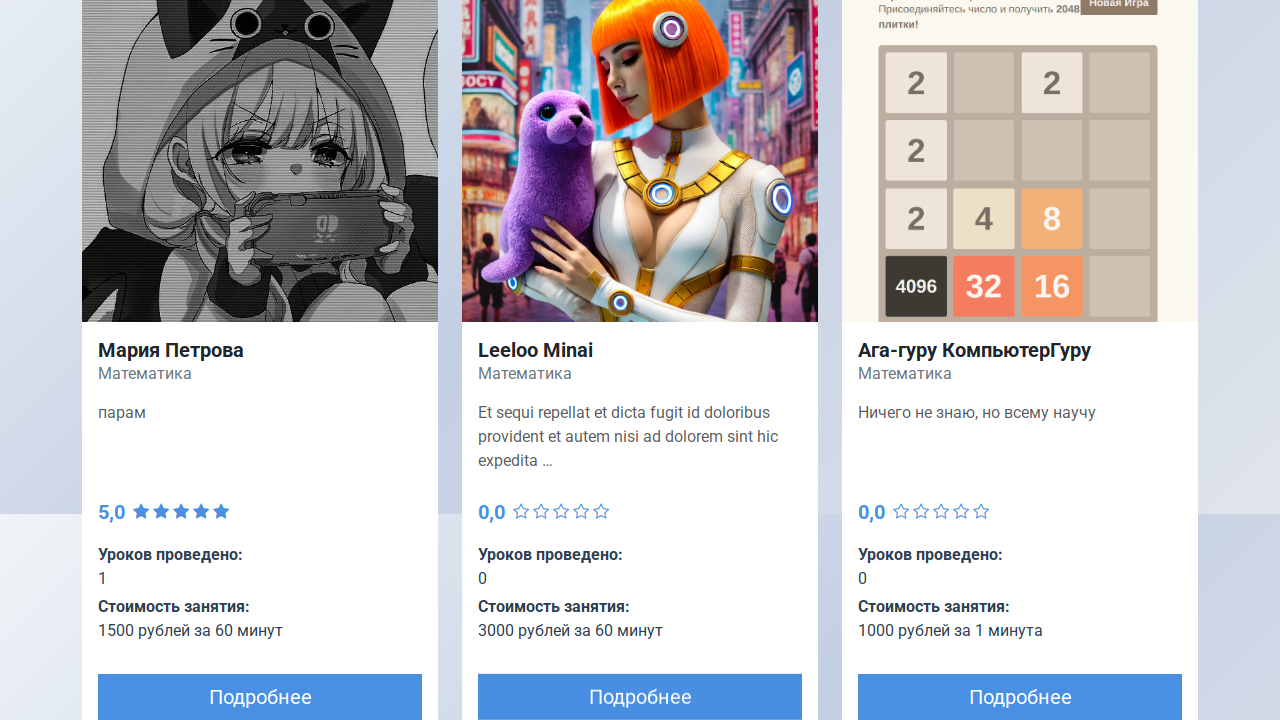 Присоединяйтесь число и получить 2048
плитки!
Новая Игра
2 2
2
2 4 8
4096 32 16
Мария Петрова
Математика
парам
5,0
Уроков проведено:
1
Стоимость занятия:
1500 рублей за 60 минут
Подробнее
Leeloo Minai
Математика
Et sequi repellat et dicta fugit id doloribus
provident et autem nisi ad dolorem sint hic
expedita ...
0,0
Уроков проведено:
0
Стоимость занятия:
3000 рублей за 60 минут
Подробнее
Ага-гуру КомпьютерГуру
Математика
Ничего не знаю, но всему научу
0,0
Уроков проведено:
0
Стоимость занятия:
1000 рублей за 1 минута
Подробнее